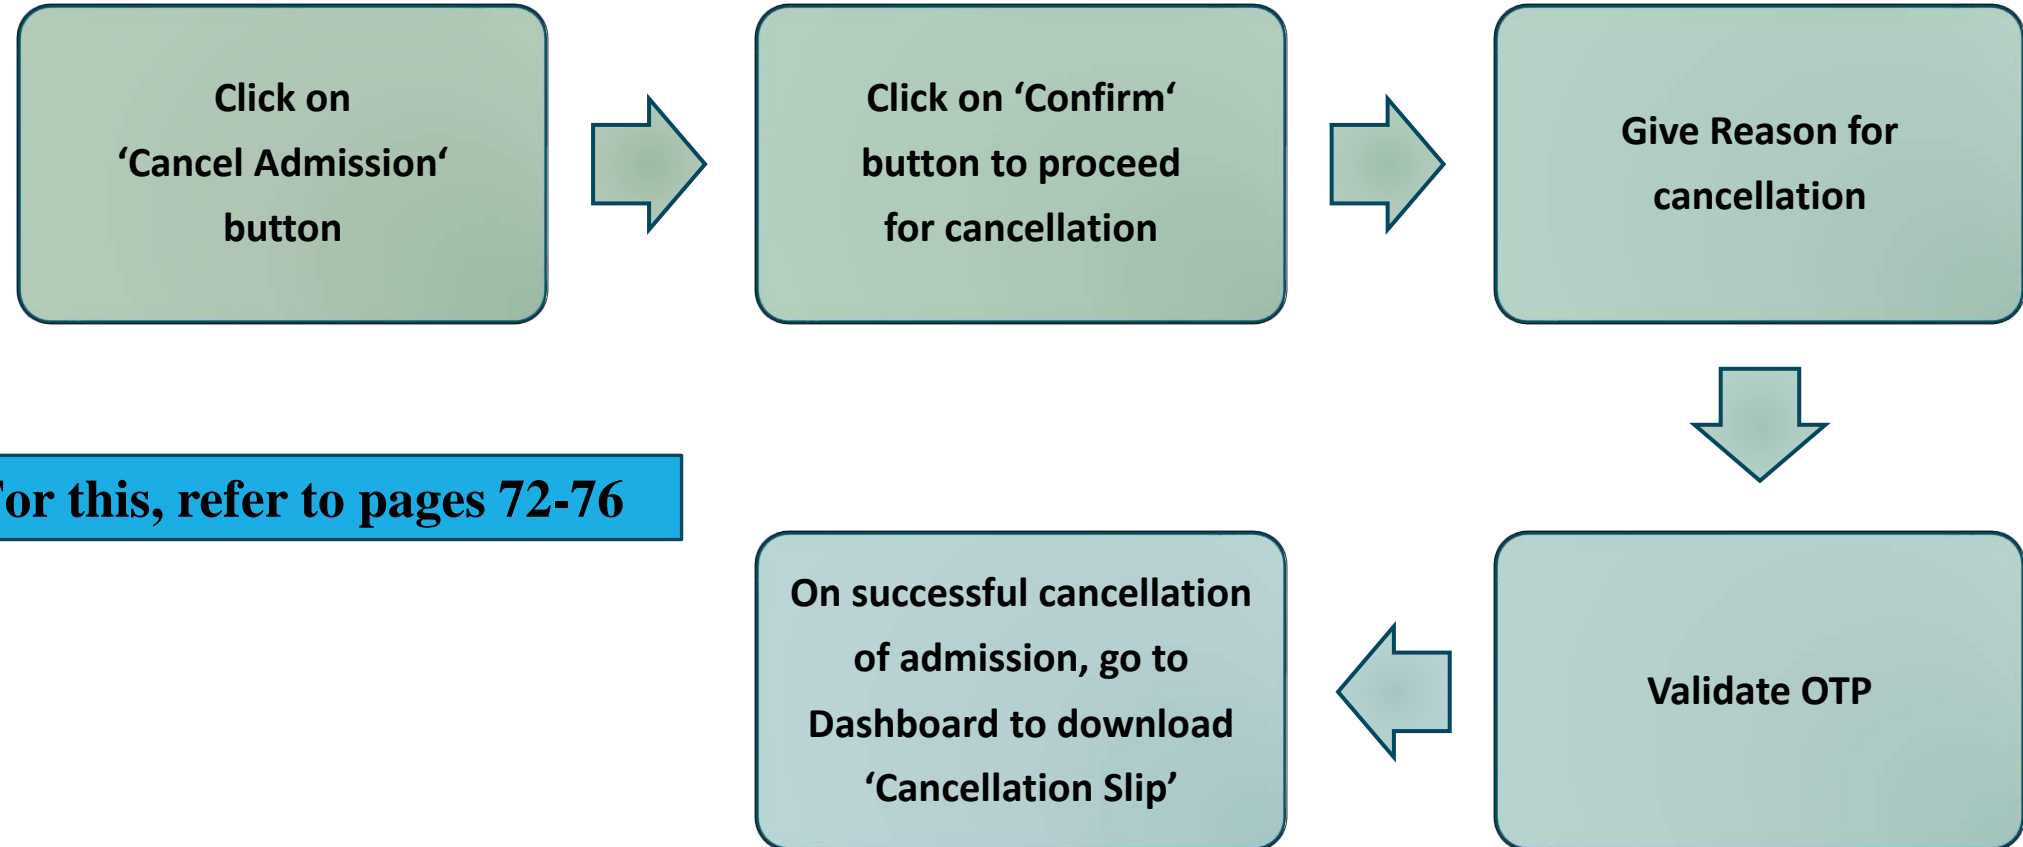 Click on
‘Cancel Admission‘
button
Click on ‘Confirm‘
button to proceed
for cancellation
Give Reason for
cancellation
Validate OTP
On successful cancellation
of admission, go to
Dashboard to download
‘Cancellation Slip’
For this, refer to pages 72-76